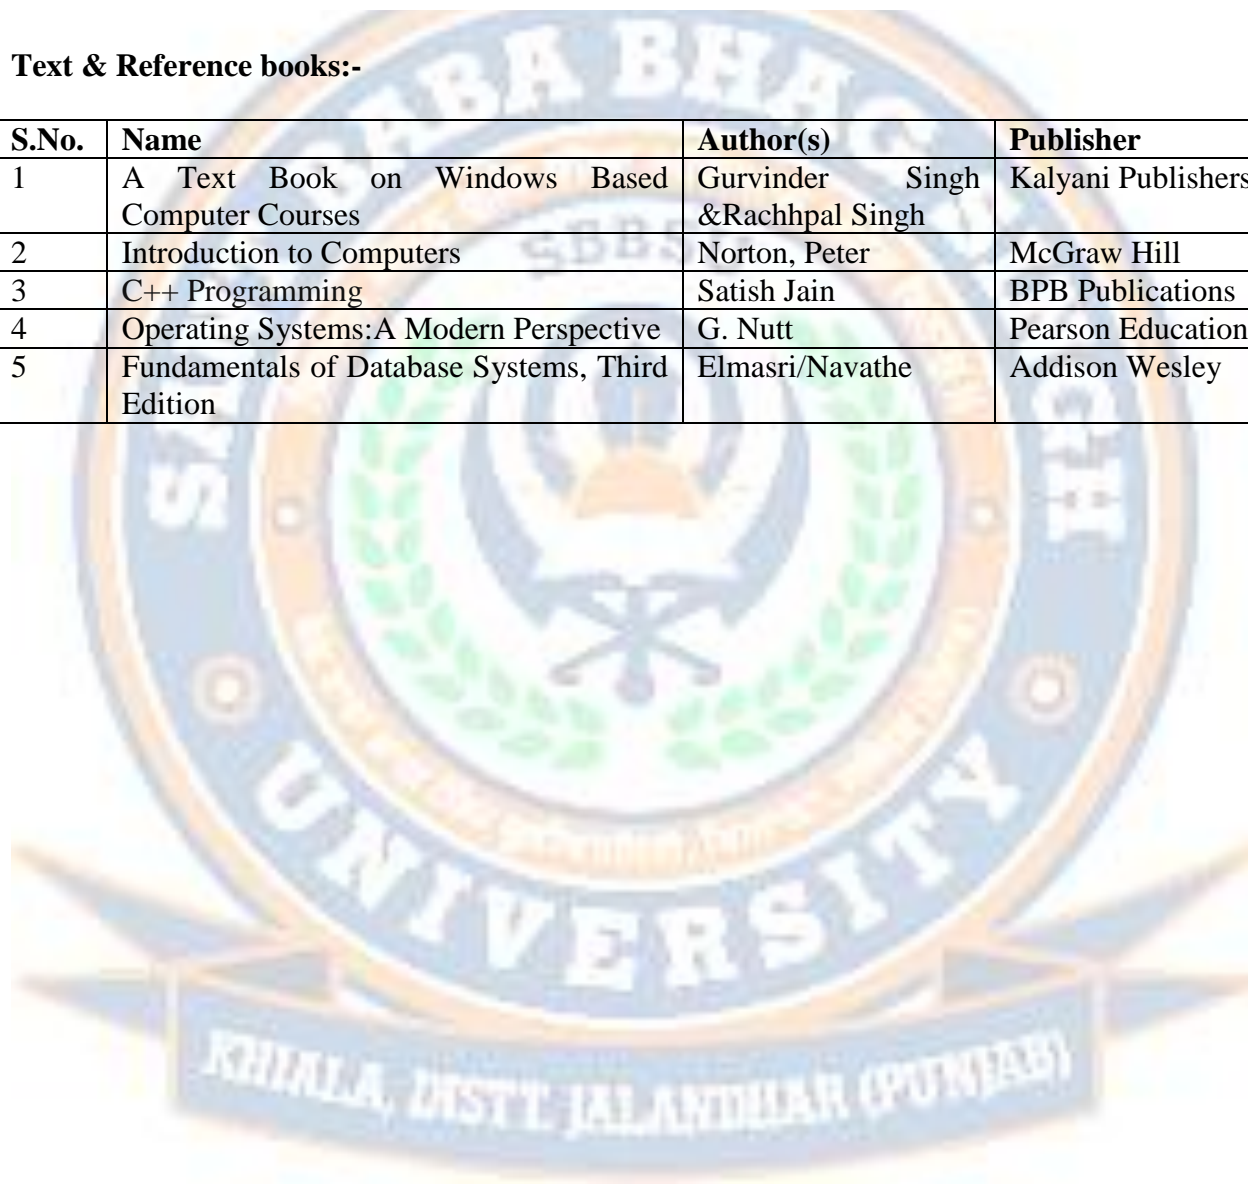 Text & Reference books:-
S.No. Name Author(s) Publisher
1 A Text Book on Windows Based Gurvinder Singh Kalyani Publishers
Computer Courses &Rachhpal Singh
2 Introduction to Computers Norton, Peter McGraw Hill
3 C++ Programming Satish Jain BPB Publications
4 Operating Systems:A Modern Perspective G. Nutt Pearson Education
5 Fundamentals of Database Systems, Third Elmasri/Navathe Addison Wesley
Edition
BABA BHAG
SBBSU
UNIVERSITY
KHIALA, DISTT. JALANDHAR (PUNJAB)